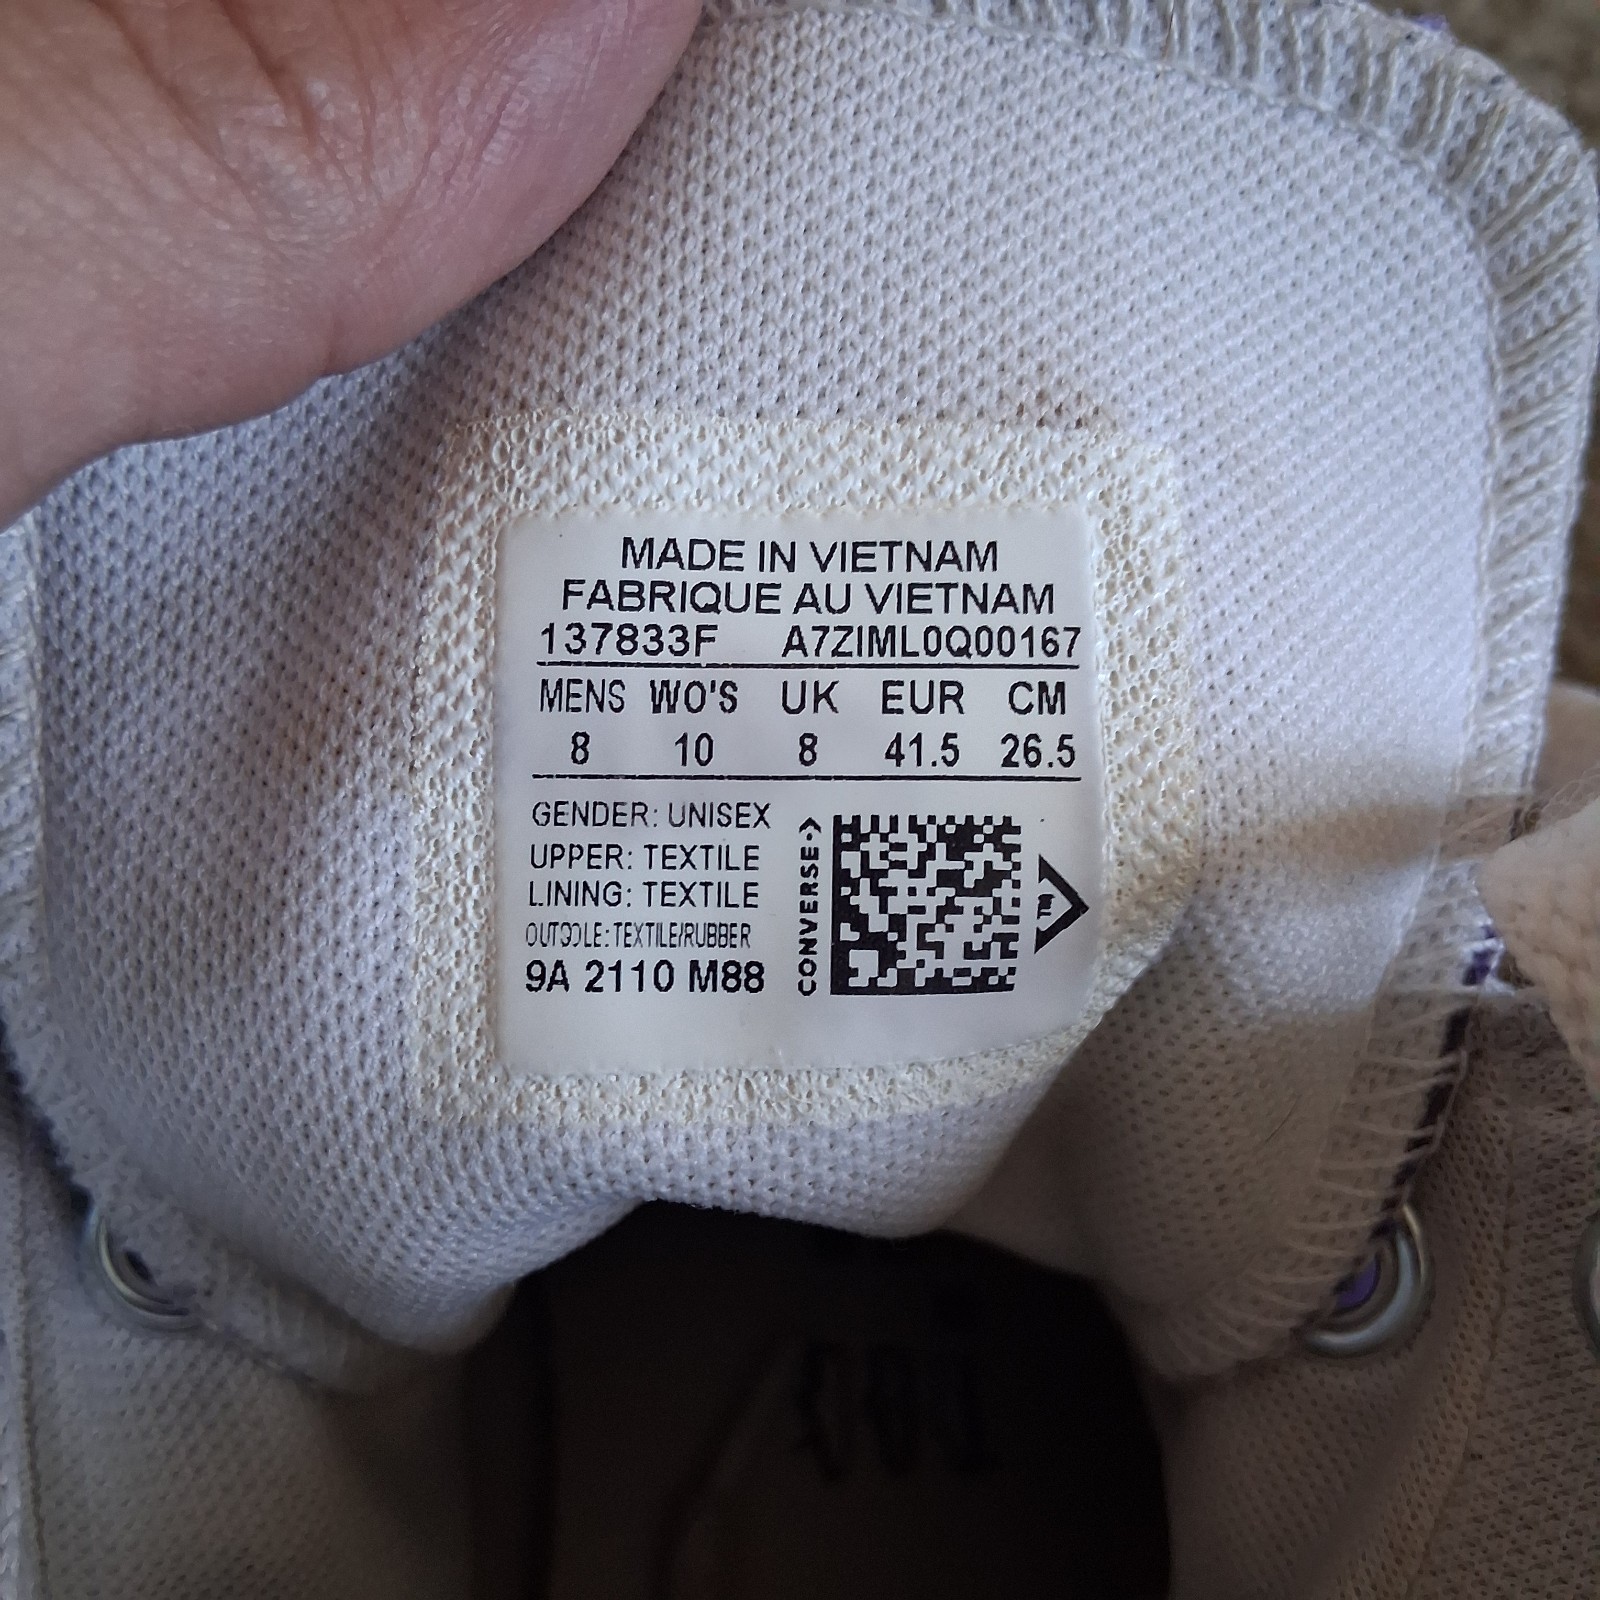 MADE IN VIETNAM
FABRIQUE AU VIETNAM
137833F A7ZIML0Q00167
MENS WO'S UK EUR CM
8 10 8 41.5 26.5
GENDER: UNISEX
UPPER: TEXTILE
LINING: TEXTILE
OUTSOLE: TEXTILE/RUBBER
9A 2110 M88
CONVERSE